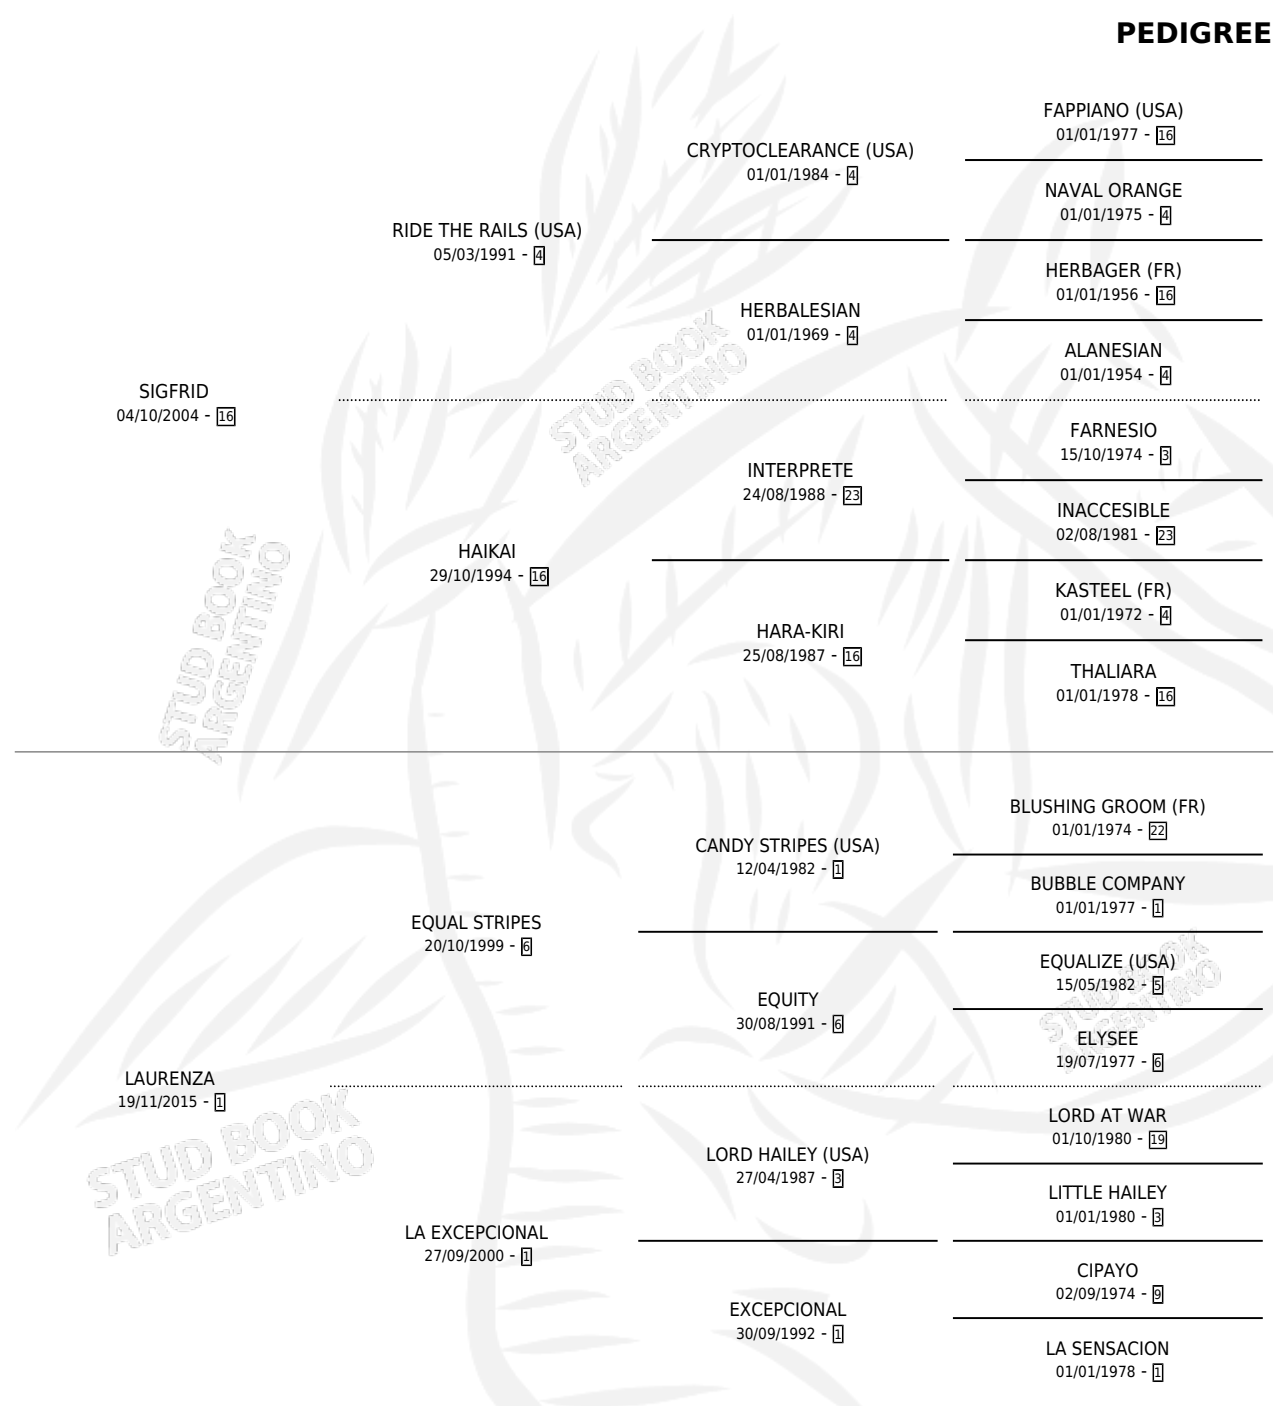 PEDIGREE
FAPPIANO (USA)
01/01/1977 - 16
CRYPTOCLEARANCE (USA)
01/01/1984 - 4
NAVAL ORANGE
01/01/1975 - 4
RIDE THE RAILS (USA)
05/03/1991 - 4
HERBAGER (FR)
01/01/1956 - 16
HERBALESIAN
01/01/1969 - 4
ALANESIAN
01/01/1954 - 4
SIGFRID
04/10/2004 - 16
FARNESIO
15/10/1974 - 3
INTERPRETE
24/08/1988 - 23
INACCESIBLE
02/08/1981 - 23
HAIKAI
29/10/1994 - 16
KASTEEL (FR)
01/01/1972 - 4
HARA-KIRI
25/08/1987 - 16
THALIARA
01/01/1978 - 16
BLUSHING GROOM (FR)
01/01/1974 - 22
CANDY STRIPES (USA)
12/04/1982 - 1
BUBBLE COMPANY
01/01/1977 - 1
EQUAL STRIPES
20/10/1999 - 6
EQUALIZE (USA)
15/05/1982 - 5
EQUITY
30/08/1991 - 6
ELYSEE
19/07/1977 - 6
LAURENZA
19/11/2015 - 1
LORD AT WAR
01/10/1980 - 19
LORD HAILEY (USA)
27/04/1987 - 3
LITTLE HAILEY
01/01/1980 - 3
LA EXCEPCIONAL
27/09/2000 - 1
CIPAYO
02/09/1974 - 9
EXCEPCIONAL
30/09/1992 - 1
LA SENSACION
01/01/1978 - 1
STUD BOOK
ARGENTINO
STUD BOOK
ARGENTINO
STUD BOOK
ARGENTINO
STUD BOOK
ARGENTINO